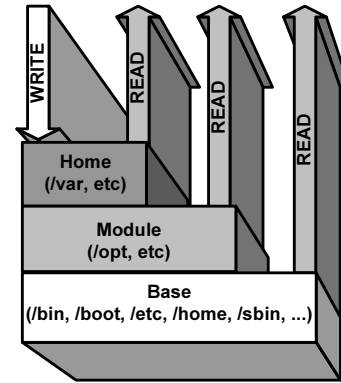 WRITE
READ
READ
READ
Home
(/var, etc)
Module
(/opt, etc)
Base
(/bin, /boot, /etc, /home, /sbin, ...)